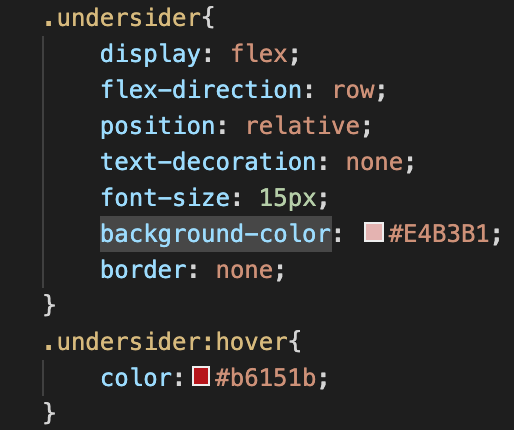 .undersider{
display: flex;
flex-direction: row;
position: relative;
text-decoration: none;
font-size: 15px;
background-color: #E4B3B1;
border: none;
}
.undersider:hover{
color: #b6151b;
}